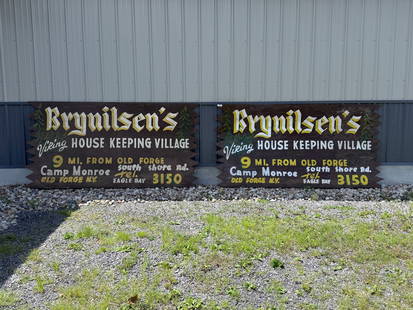 Brynilsen's
Viking HOUSE KEEPING VILLAGE
9 MI. FROM OLD FORGE
Camp Monroe South Shore Rd.
OLD FORGE N.Y. Tel. EAGLE BAY 3150
Brynilsen's
Viking HOUSE KEEPING VILLAGE
9 MI. FROM OLD FORGE
Camp Monroe South Shore Rd.
OLD FORGE N.Y. Tel. EAGLE BAY 3150